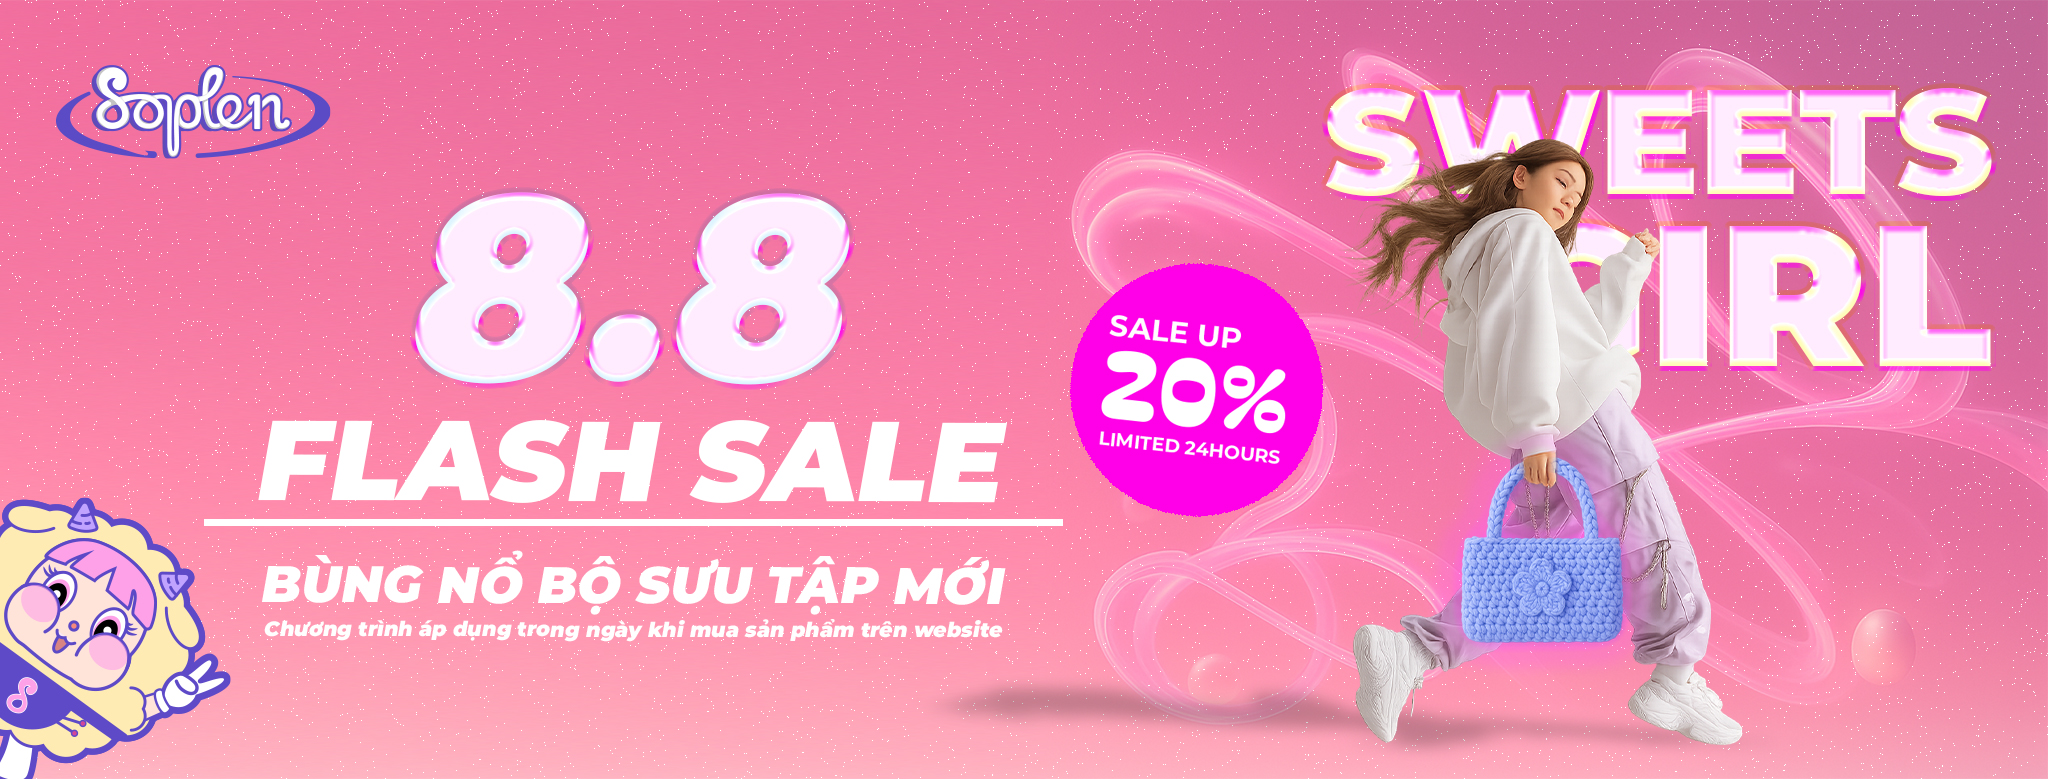 Soplen
8.8
FLASH SALE
BÙNG NỔ BỘ SƯU TẬP MỚI
Chương trình áp dụng trong ngày khi mua sản phẩm trên website
SALE UP
20%
LIMITED 24HOURS
SWEETS
GIRL